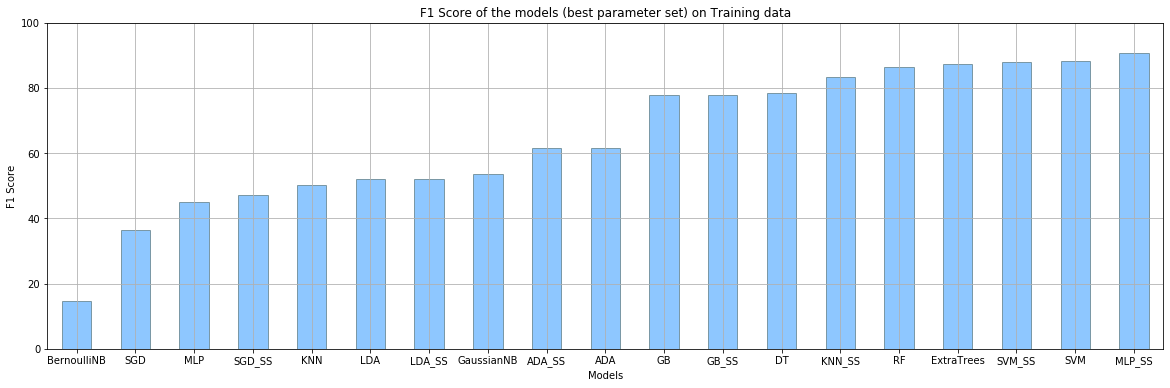 F1 Score of the models (best parameter set) on Training data
100
80
60
40
20
0
F1 Score
BernoulliNB SGD MLP SGD_SS KNN LDA LDA_SS GaussianNB ADA_SS ADA GB GB_SS DT KNN_SS RF ExtraTrees SVM_SS SVM MLP_SS
Models